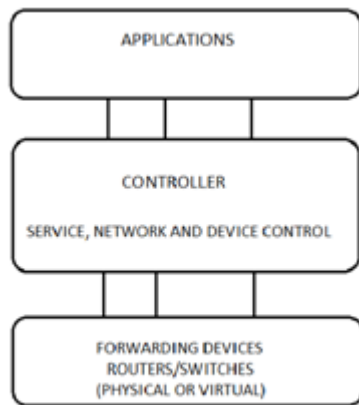 APPLICATIONS
CONTROLLER
SERVICE, NETWORK AND DEVICE CONTROL
FORWARDING DEVICES
ROUTERS/SWITCHES
(PHYSICAL OR VIRTUAL)